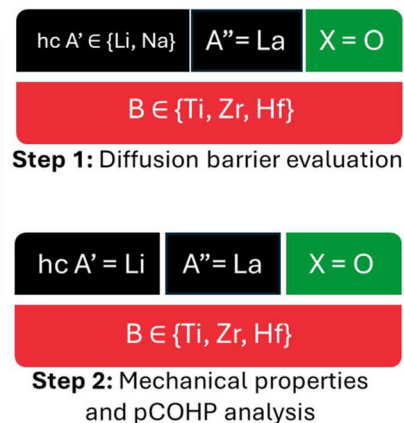 hc A' ∈ {Li, Na} A”= La X = O
B ∈ {Ti, Zr, Hf}
Step 1: Diffusion barrier evaluation
hc A' = Li A”= La X = O
B ∈ {Ti, Zr, Hf}
Step 2: Mechanical properties
and pCOHP analysis